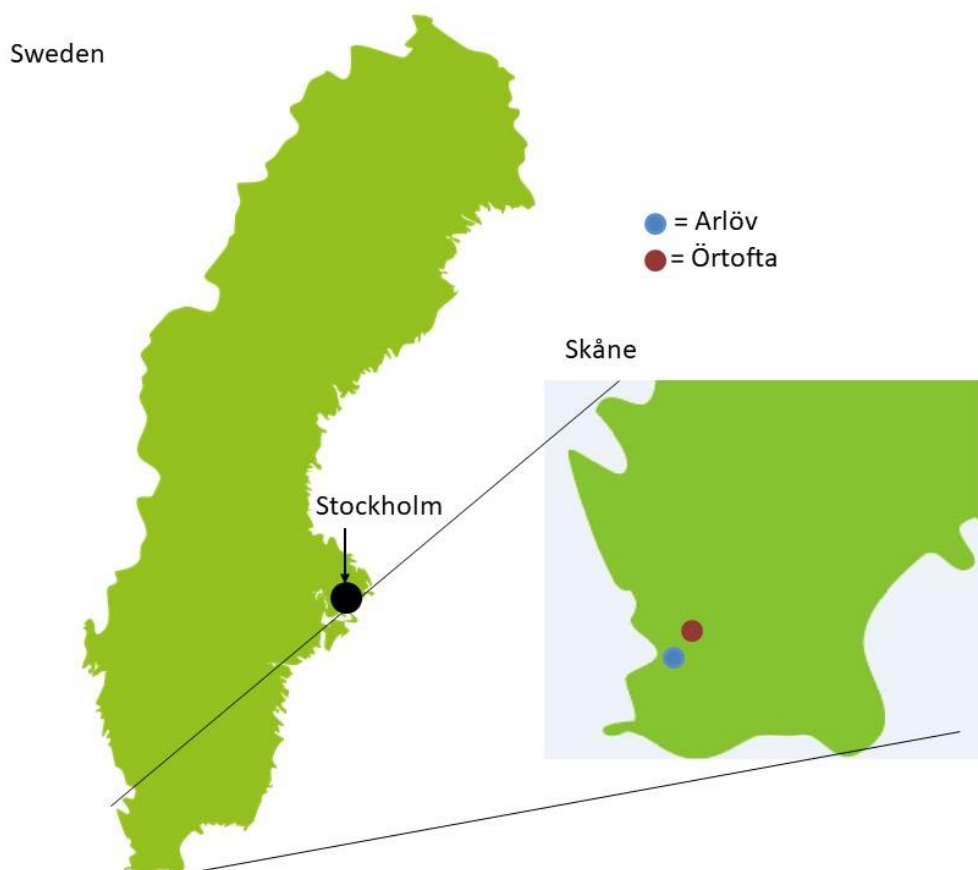 Sweden
= Arlöv
= Örtofta
Skåne
Stockholm